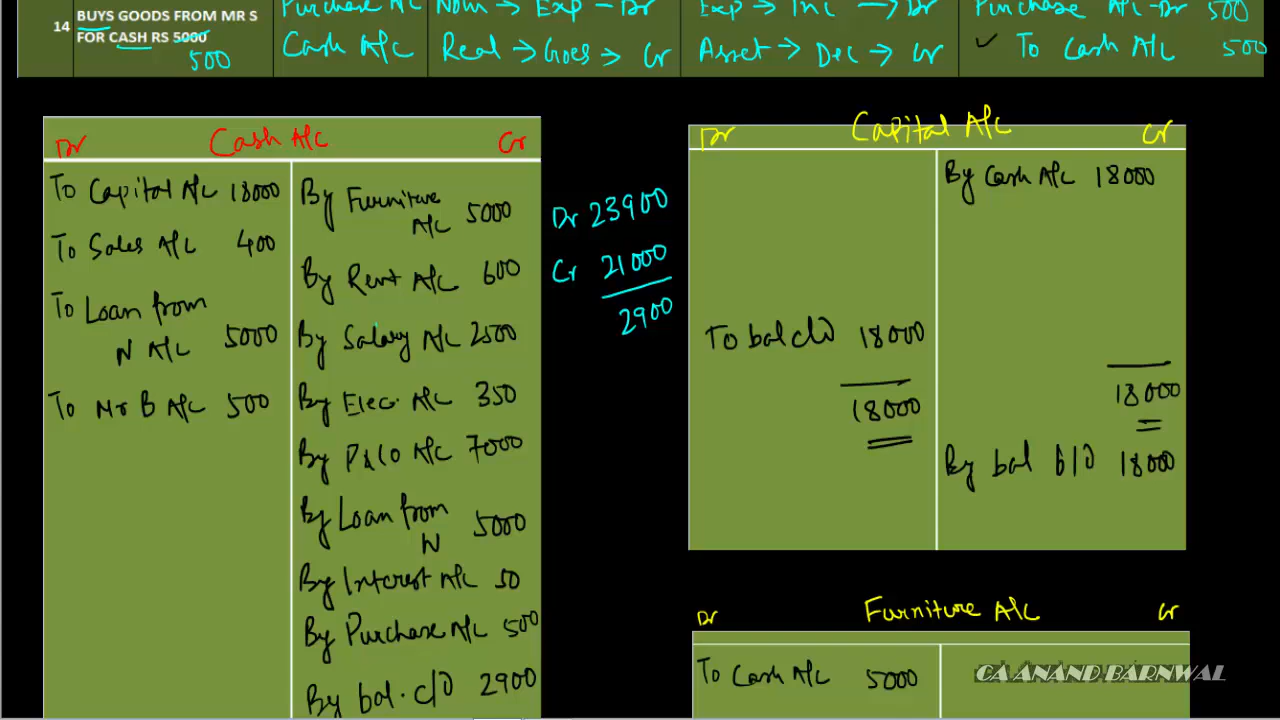 14 BUYS GOODS FROM MR S
FOR CASH RS 5000
500
Purchase A/c
Cash A/c
Nom → Exp - Dr
Real → Goes → Cr
Exp → Inc → Dr
Asset → Dec → Cr
Purchase A/c-Dr 500
To Cash A/c 500
Dr Cash A/c Cr
To Capital A/c 18000
To Sales A/c 400
To Loan from
N A/c 5000
To Mr B A/c 500
By Furniture
A/c 5000
By Rent A/c 600
By Salary A/c 2500
By Elec. A/c 350
By P&Co A/c 7000
By Loan from
N 5000
By Interest A/c 50
By Purchase A/c 500
By bal. c/d 2900
Dr 23900
Cr 21000
2900
Dr Capital A/c Cr
By Cash A/c 18000
To bal c/d 18000
18000
18000
By bal b/d 18000
Dr Furniture A/c Cr
To Cash A/c 5000
CA ANAND BARNWAL